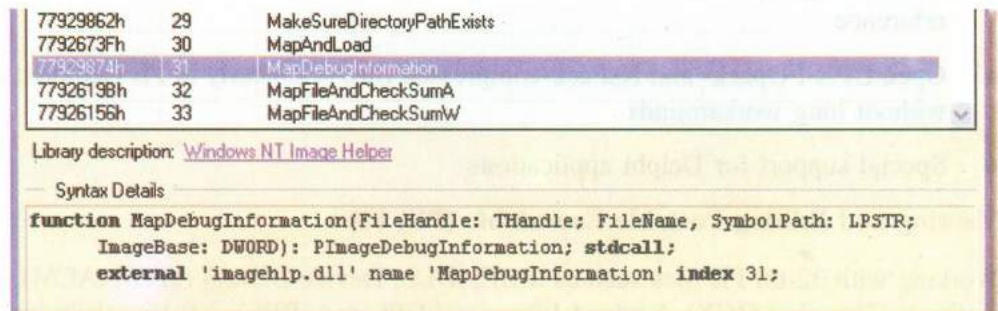 77929862h 29 MakeSureDirectoryPathExists
7792673Fh 30 MapAndLoad
77929874h 31 MapDebugInformation
7792619Bh 32 MapFileAndCheckSumA
77926156h 33 MapFileAndCheckSumW
Library description: Windows NT Image Helper
Syntax Details
function MapDebugInformation(FileHandle: THandle; FileName, SymbolPath: LPSTR;
ImageBase: DWORD): PImageDebugInformation; stdcall;
external 'imagehlp.dll' name 'MapDebugInformation' index 31;